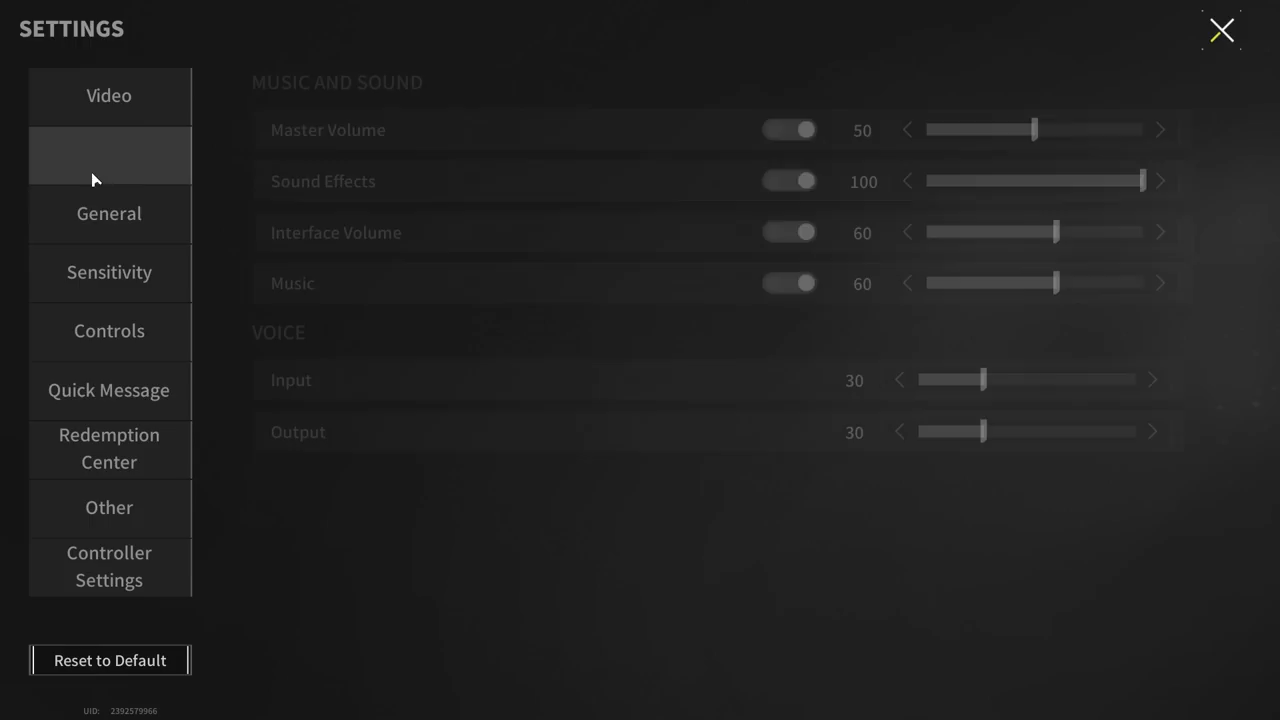 SETTINGS
Video
General
Sensitivity
Controls
Quick Message
Redemption
Center
Other
Controller
Settings
Reset to Default
UID: 2392579966
MUSIC AND SOUND
Master Volume 50
Sound Effects 100
Interface Volume 60
Music 60
VOICE
Input 30
Output 30